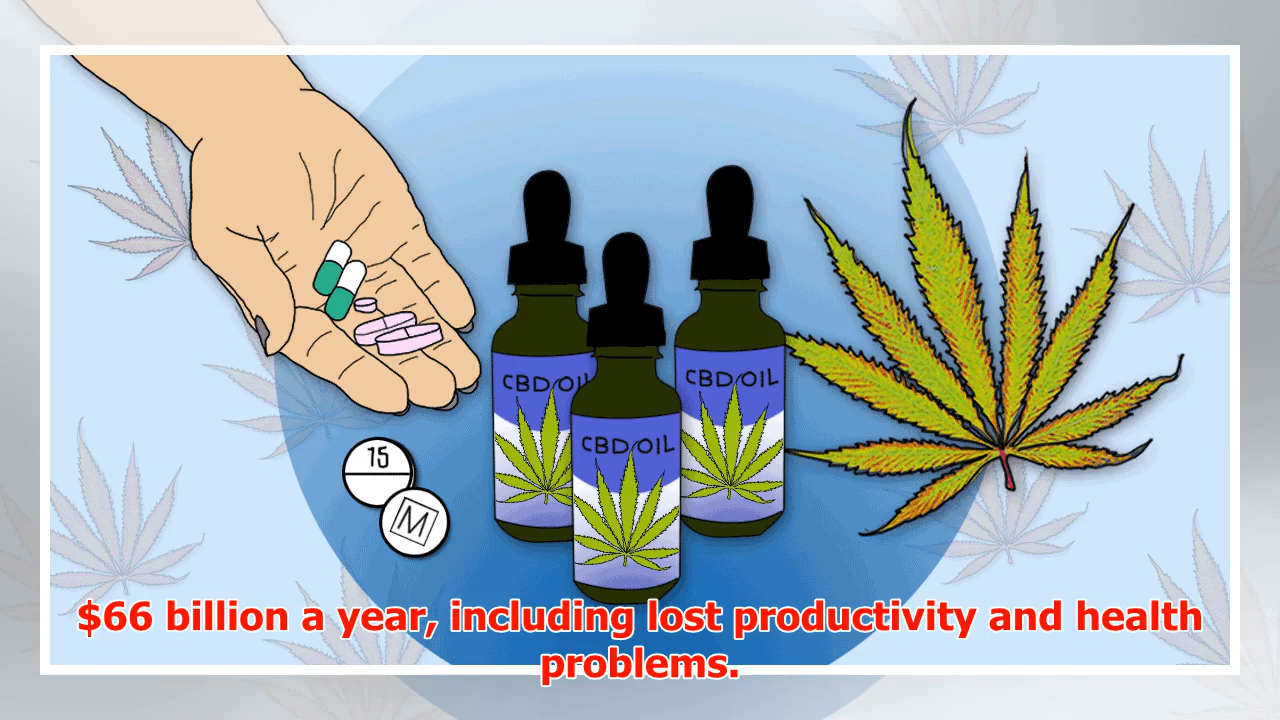 CBD OIL
CBD OIL
CBD OIL
15
M
$66 billion a year, including lost productivity and health
problems.